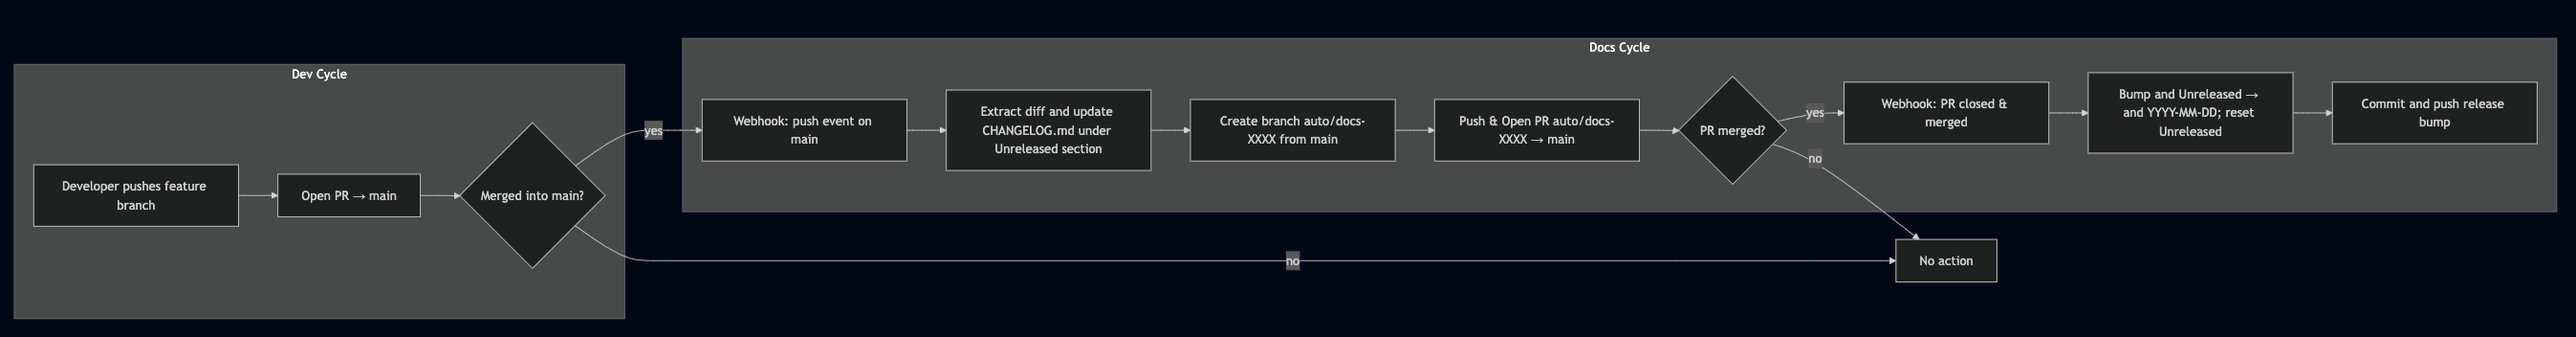 Dev Cycle
Developer pushes feature
branch
Open PR → main
Merged into main?
yes
no
Docs Cycle
Webhook: push event on
main
Extract diff and update
CHANGELOG.md under
Unreleased section
Create branch auto/docs-
XXXX from main
Push & Open PR auto/docs-
XXXX → main
PR merged?
yes
no
Webhook: PR closed &
merged
Bump and Unreleased →
and YYYY-MM-DD; reset
Unreleased
Commit and push release
bump
No action